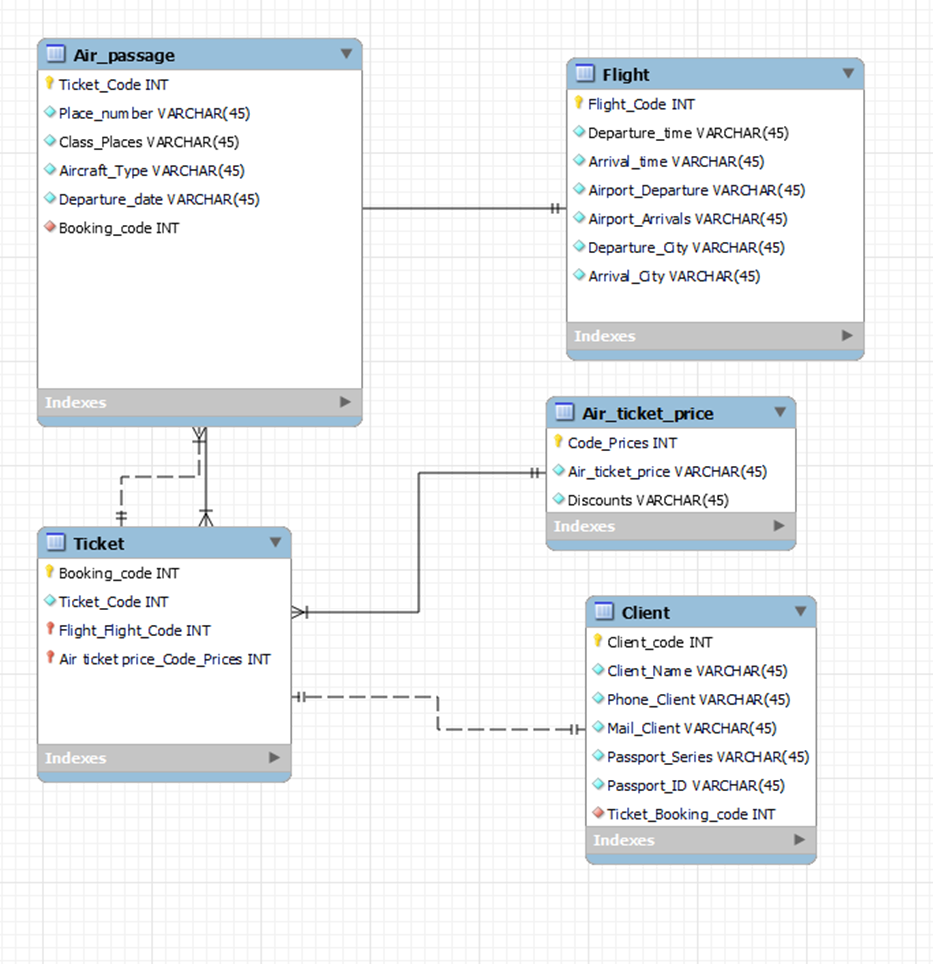 Air_passage
Ticket_Code INT
Place_number VARCHAR(45)
Class_Places VARCHAR(45)
Aircraft_Type VARCHAR(45)
Departure_date VARCHAR(45)
Booking_code INT
Indexes
Flight
Flight_Code INT
Departure_time VARCHAR(45)
Arrival_time VARCHAR(45)
Airport_Departure VARCHAR(45)
Airport_Arrivals VARCHAR(45)
Departure_City VARCHAR(45)
Arrival_City VARCHAR(45)
Indexes
Air_ticket_price
Code_Prices INT
Air_ticket_price VARCHAR(45)
Discounts VARCHAR(45)
Indexes
Ticket
Booking_code INT
Ticket_Code INT
Flight_Flight_Code INT
Air ticket price_Code_Prices INT
Indexes
Client
Client_code INT
Client_Name VARCHAR(45)
Phone_Client VARCHAR(45)
Mail_Client VARCHAR(45)
Passport_Series VARCHAR(45)
Passport_ID VARCHAR(45)
Ticket_Booking_code INT
Indexes